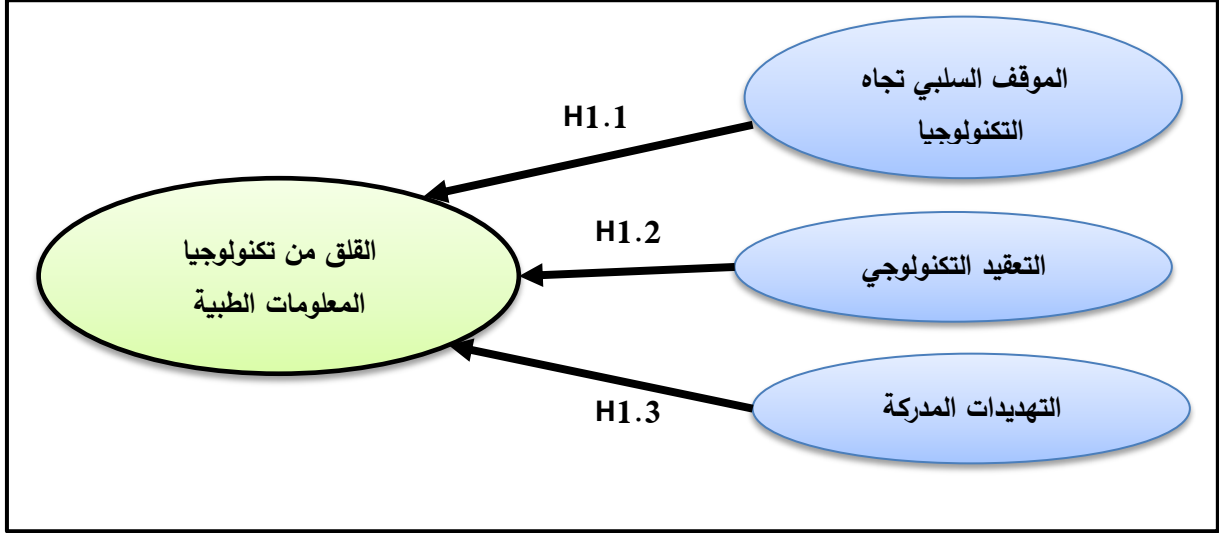 الموقف السلبي تجاه
التكنولوجيا
H1.1
H1.2
التعقيد التكنولوجي
القلق من تكنولوجيا
المعلومات الطبية
التهديدات المدركة
H1.3